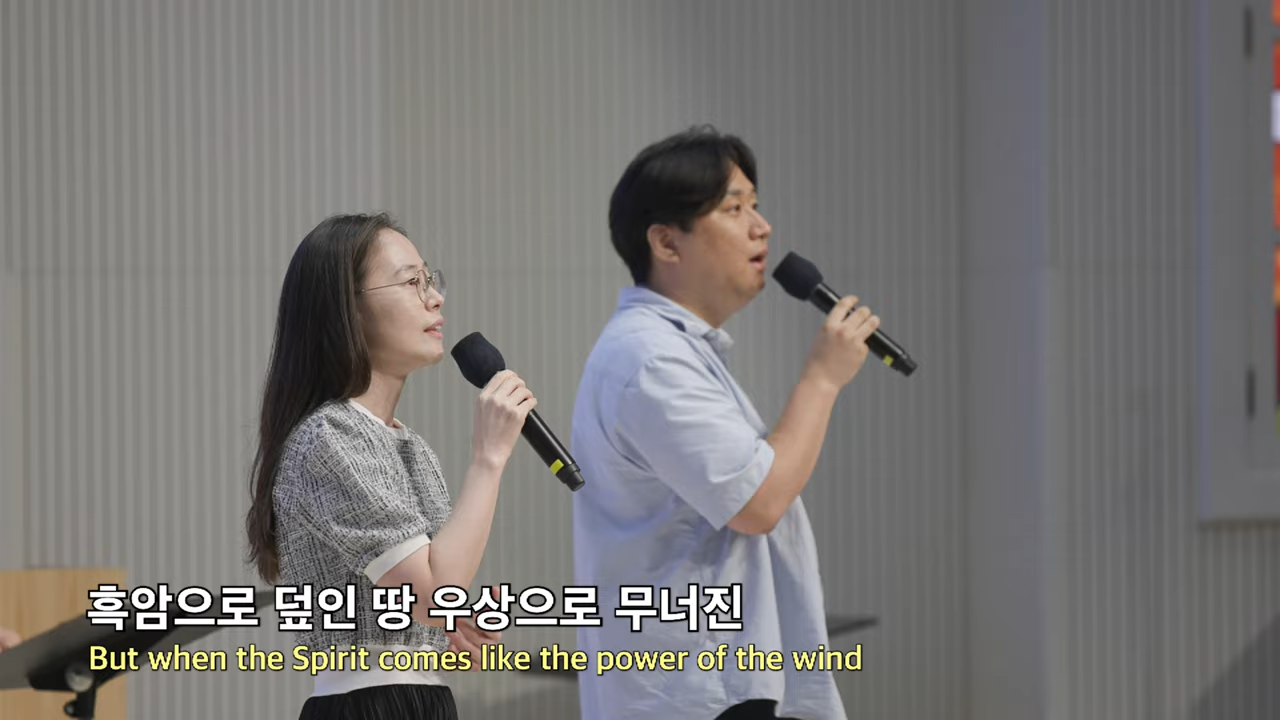 흑암으로 덮인 땅 우상으로 무너진
But when the Spirit comes like the power of the wind